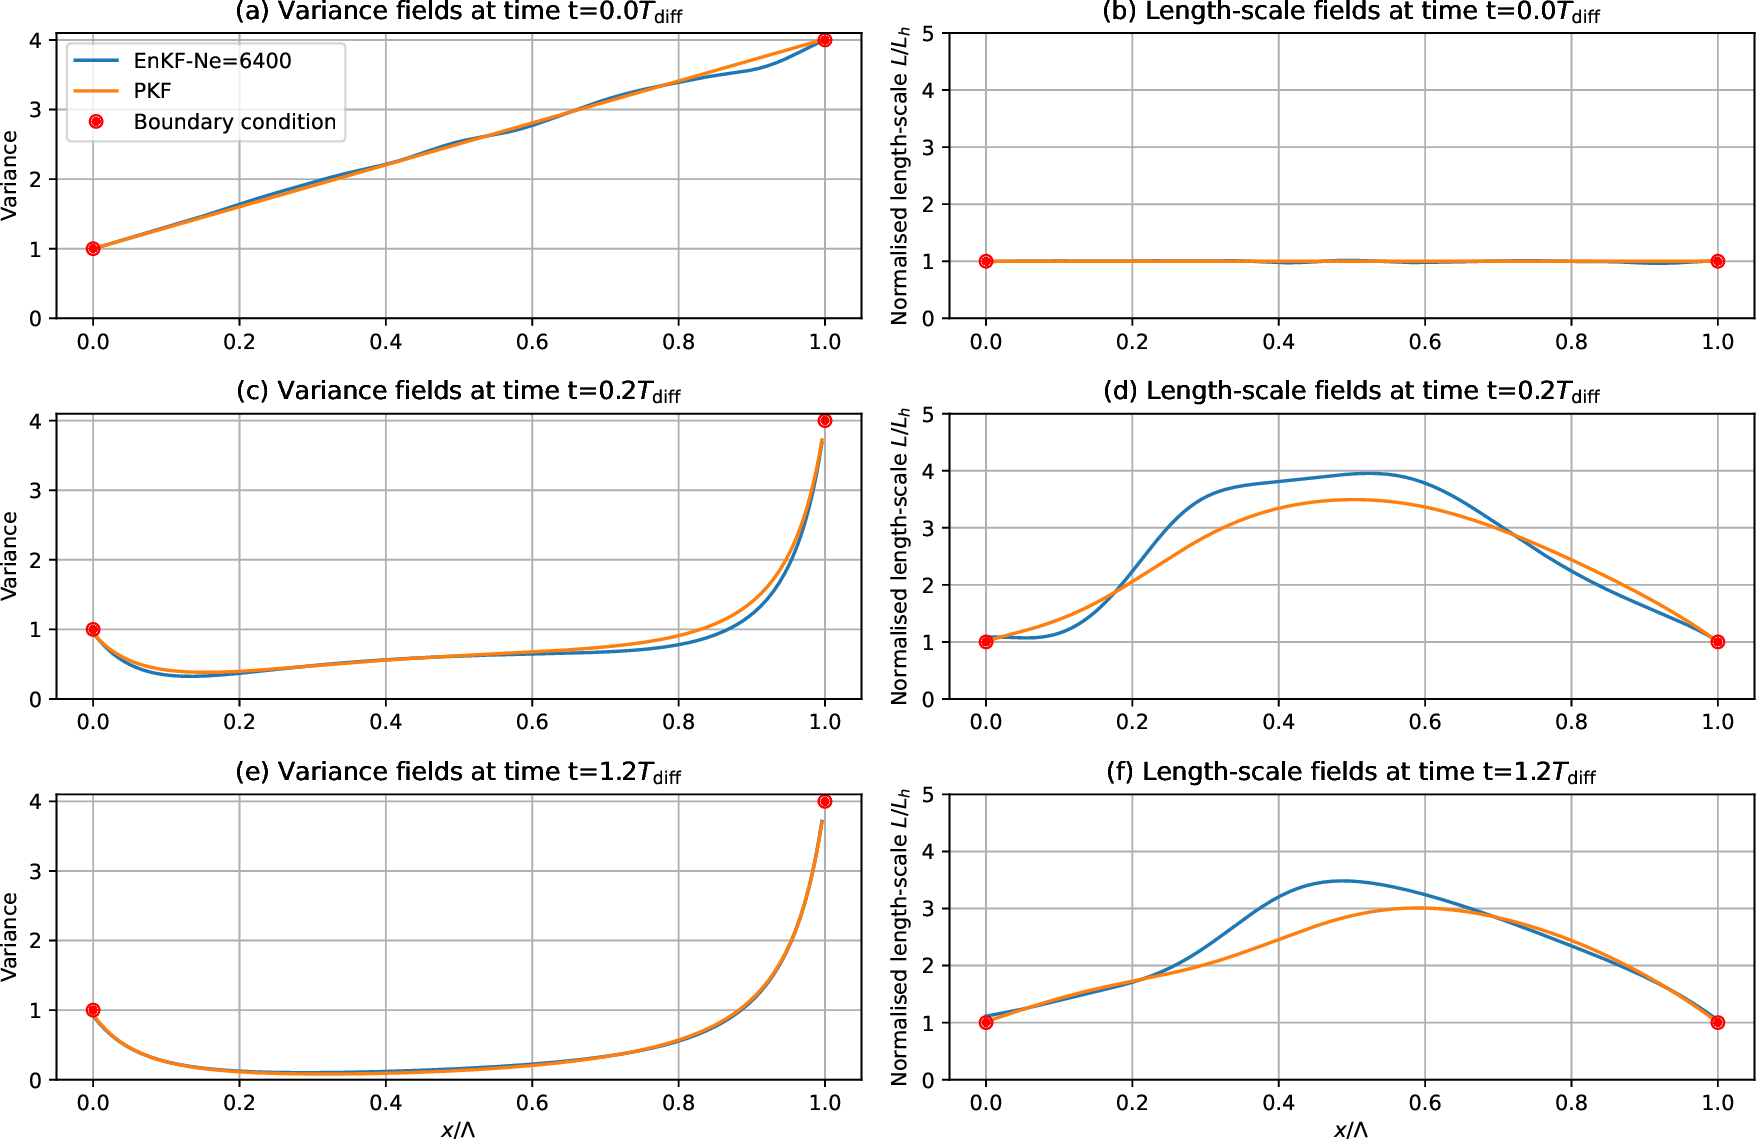 (a) Variance fields at time t=0.0T_diff
Variance
4
3
2
1
0
EnKF-Ne=6400
PKF
Boundary condition
0.0 0.2 0.4 0.6 0.8 1.0
(b) Length-scale fields at time t=0.0T_diff
Normalised length-scale L/L_h
5
4
3
2
1
0
0.0 0.2 0.4 0.6 0.8 1.0
(c) Variance fields at time t=0.2T_diff
Variance
4
3
2
1
0
0.0 0.2 0.4 0.6 0.8 1.0
(d) Length-scale fields at time t=0.2T_diff
Normalised length-scale L/L_h
5
4
3
2
1
0
0.0 0.2 0.4 0.6 0.8 1.0
(e) Variance fields at time t=1.2T_diff
Variance
4
3
2
1
0
0.0 0.2 0.4 0.6 0.8 1.0
x/Λ
(f) Length-scale fields at time t=1.2T_diff
Normalised length-scale L/L_h
5
4
3
2
1
0
0.0 0.2 0.4 0.6 0.8 1.0
x/Λ